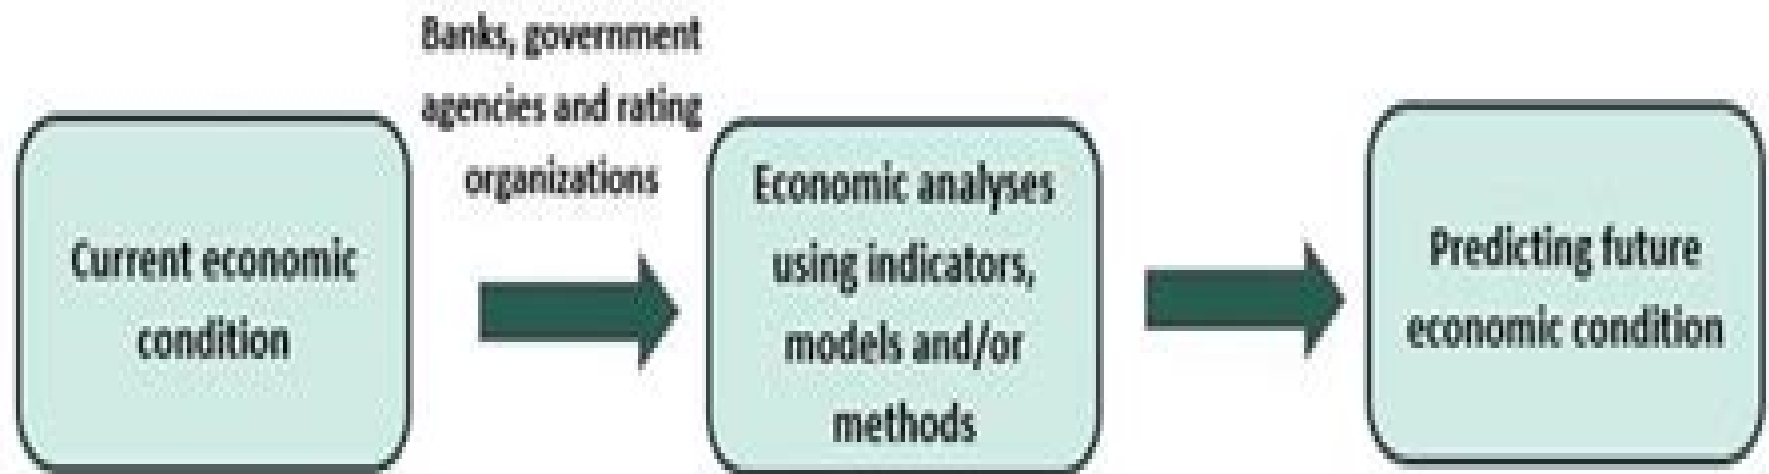 Banks, government
agencies and rating
organizations
Current economic
condition
Economic analyses
using indicators,
models and/or
methods
Predicting future
economic condition